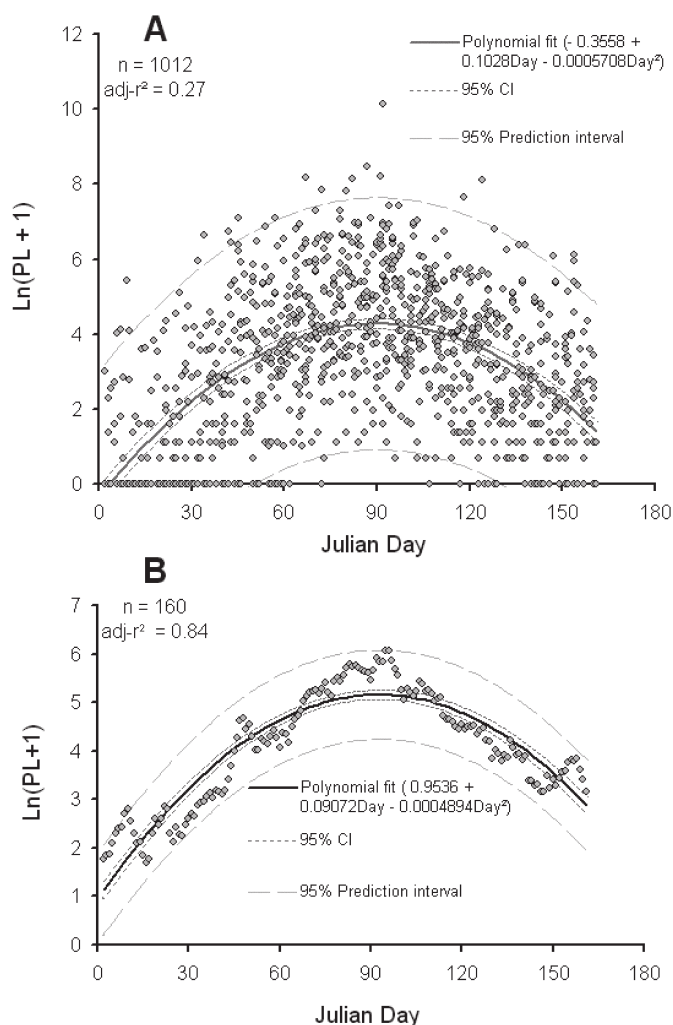 A
n = 1012
adj-r² = 0.27
Polynomial fit (- 0.3558 +
0.1028Day - 0.0005708Day²)
95% CI
95% Prediction interval
12
10
8
6
4
2
0
Ln(PL + 1)
0 30 60 90 120 150 180
Julian Day
B
n = 160
adj-r² = 0.84
7
6
5
4
3
2
1
0
Ln(PL+1)
Polynomial fit ( 0.9536 +
0.09072Day - 0.0004894Day²)
95% CI
95% Prediction interval
0 30 60 90 120 150 180
Julian Day